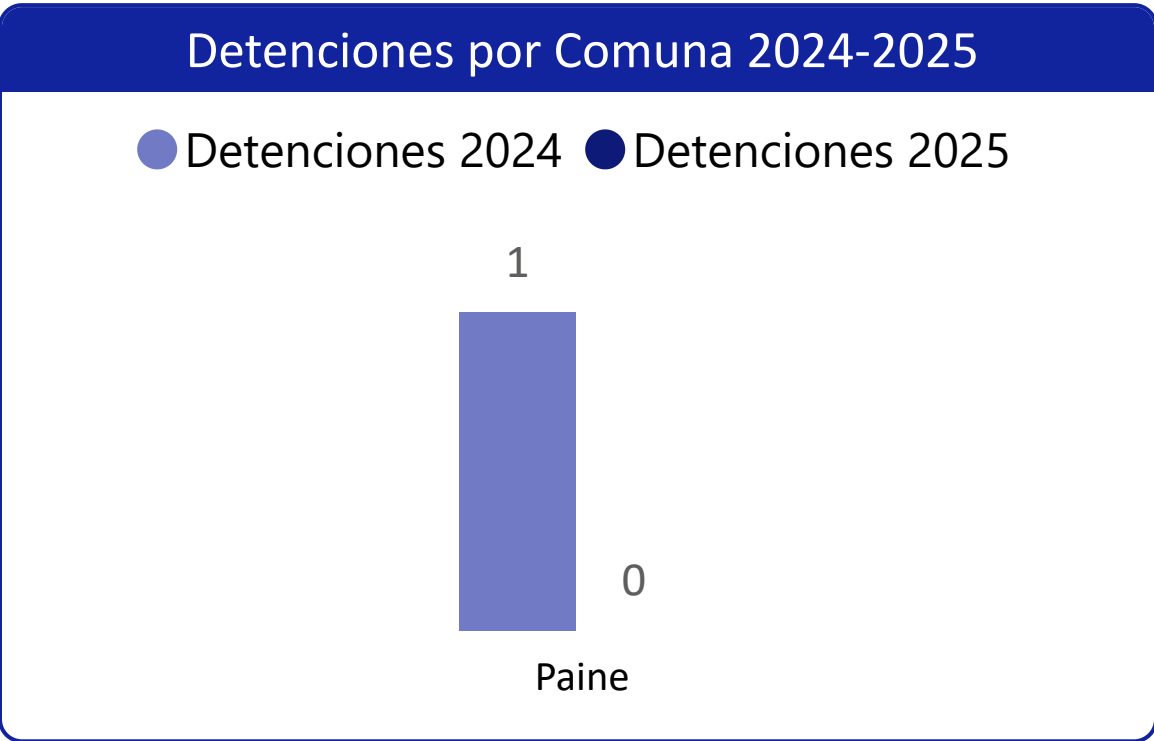 Detenciones por Comuna 2024-2025
Detenciones 2024 Detenciones 2025
1
0
Paine